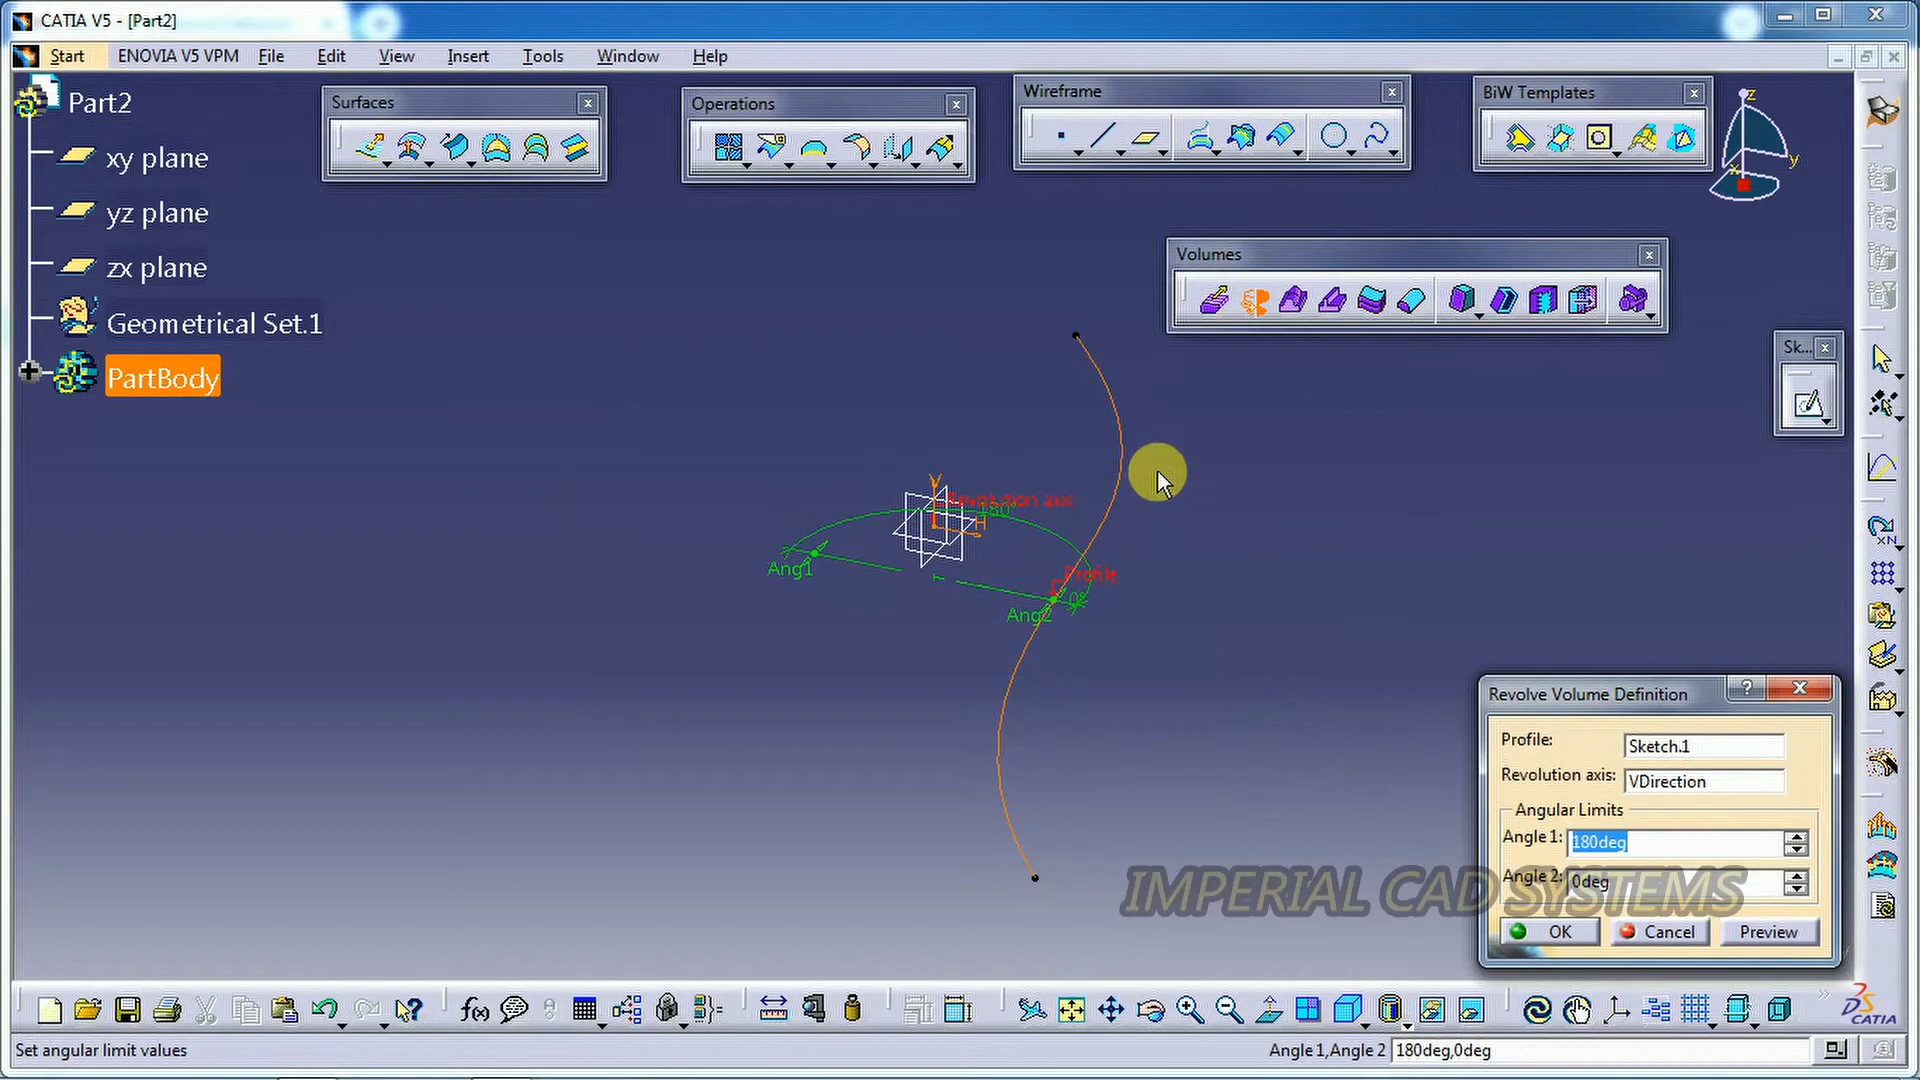 CATIA V5 - [Part2]
Start ENOVIA V5 VPM File Edit View Insert Tools Window Help
Part2
xy plane
yz plane
zx plane
Geometrical Set.1
PartBody
Surfaces
Operations
Wireframe
BiW Templates
z
y
x
Volumes
Sk...
V
Revolution axis
180°
H
Ang1
Profile
Ang2
0°
Revolve Volume Definition
Profile: Sketch.1
Revolution axis: VDirection
Angular Limits
Angle 1: 180deg
Angle 2: 0deg
OK Cancel Preview
IMPERIAL CAD SYSTEMS
XN
f(x)
CATIA
Set angular limit values
Angle 1,Angle 2 180deg,0deg